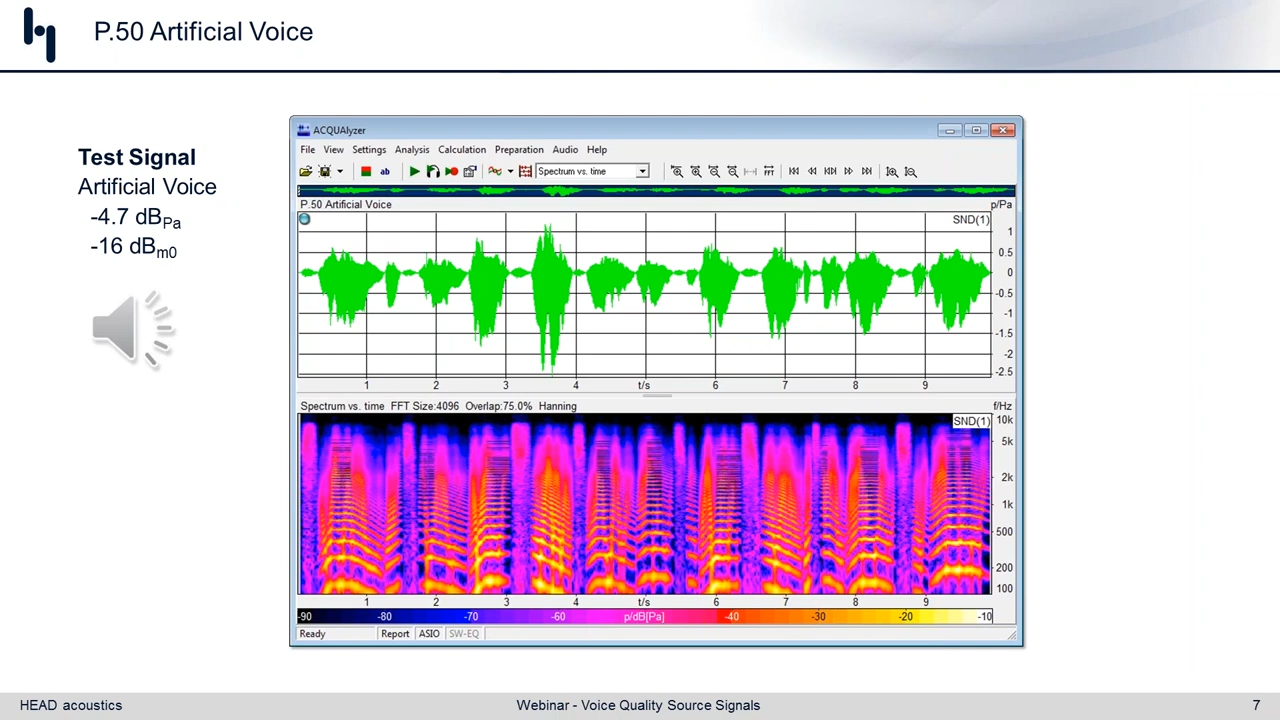 P.50 Artificial Voice
Test Signal
Artificial Voice
-4.7 dBPa
-16 dBm0
ACQUAlyzer
File View Settings Analysis Calculation Preparation Audio Help
ab Spectrum vs. time
P.50 Artificial Voice p/Pa
SND(1)
1
0.5
0
-0.5
-1
-1.5
-2
-2.5
1 2 3 4 t/s 6 7 8 9
Spectrum vs. time FFT Size:4096 Overlap:75.0% Hanning f/Hz
SND(1) 10k
5k
2k
1k
500
200
100
1 2 3 4 t/s 6 7 8 9
-90 -80 -70 -60 p/dB[Pa] -40 -30 -20 -10
Ready Report ASIO SW-EQ
HEAD acoustics Webinar - Voice Quality Source Signals 7